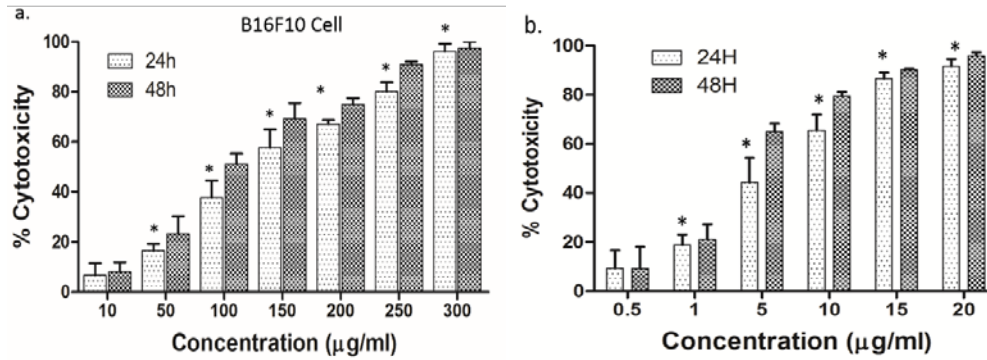 a.
B16F10 Cell
100
80
60
40
20
0
% Cytotoxicity
24h
48h
*
*
*
*
*
*
10 50 100 150 200 250 300
Concentration (μg/ml)
b.
100
80
60
40
20
0
% Cytotoxicity
24H
48H
*
*
*
*
*
0.5 1 5 10 15 20
Concentration (μg/ml)